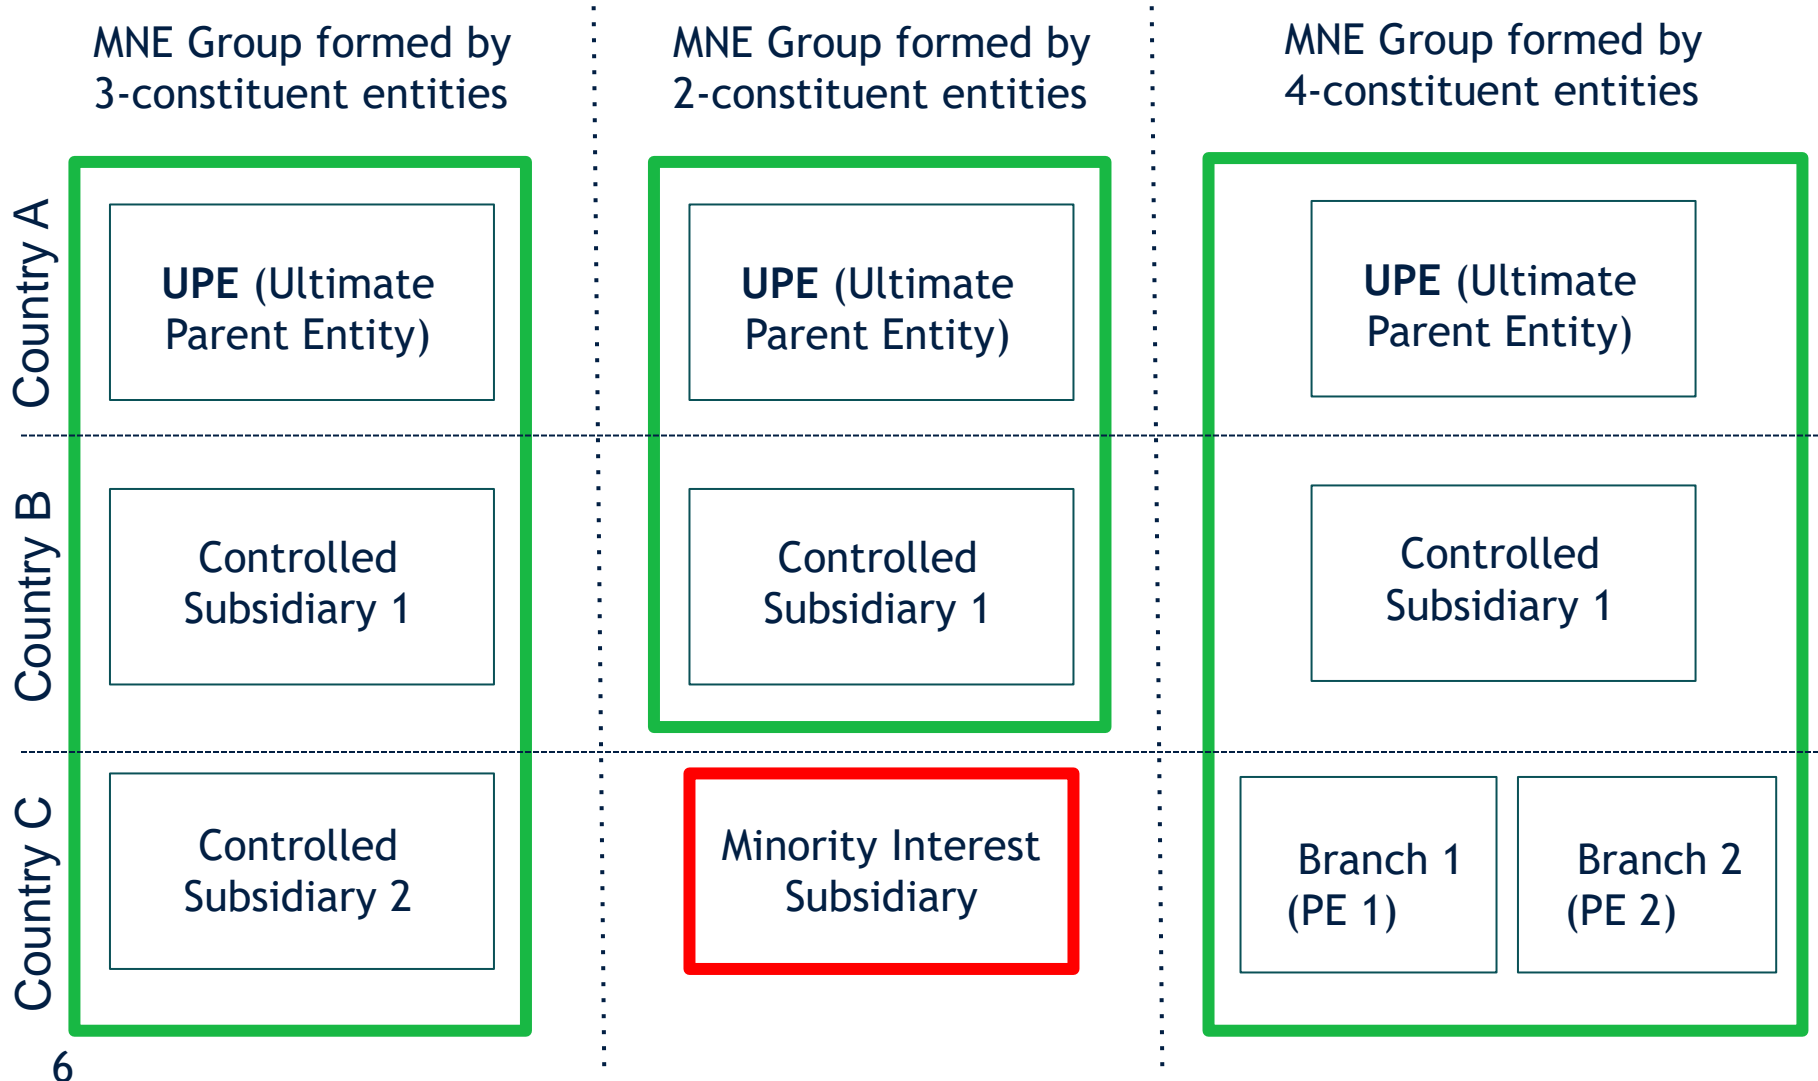 MNE Group formed by
3-constituent entities
MNE Group formed by
2-constituent entities
MNE Group formed by
4-constituent entities
Country A
UPE (Ultimate
Parent Entity)
UPE (Ultimate
Parent Entity)
UPE (Ultimate
Parent Entity)
Country B
Controlled
Subsidiary 1
Controlled
Subsidiary 1
Controlled
Subsidiary 1
Country C
Controlled
Subsidiary 2
Minority Interest
Subsidiary
Branch 1
(PE 1)
Branch 2
(PE 2)
6